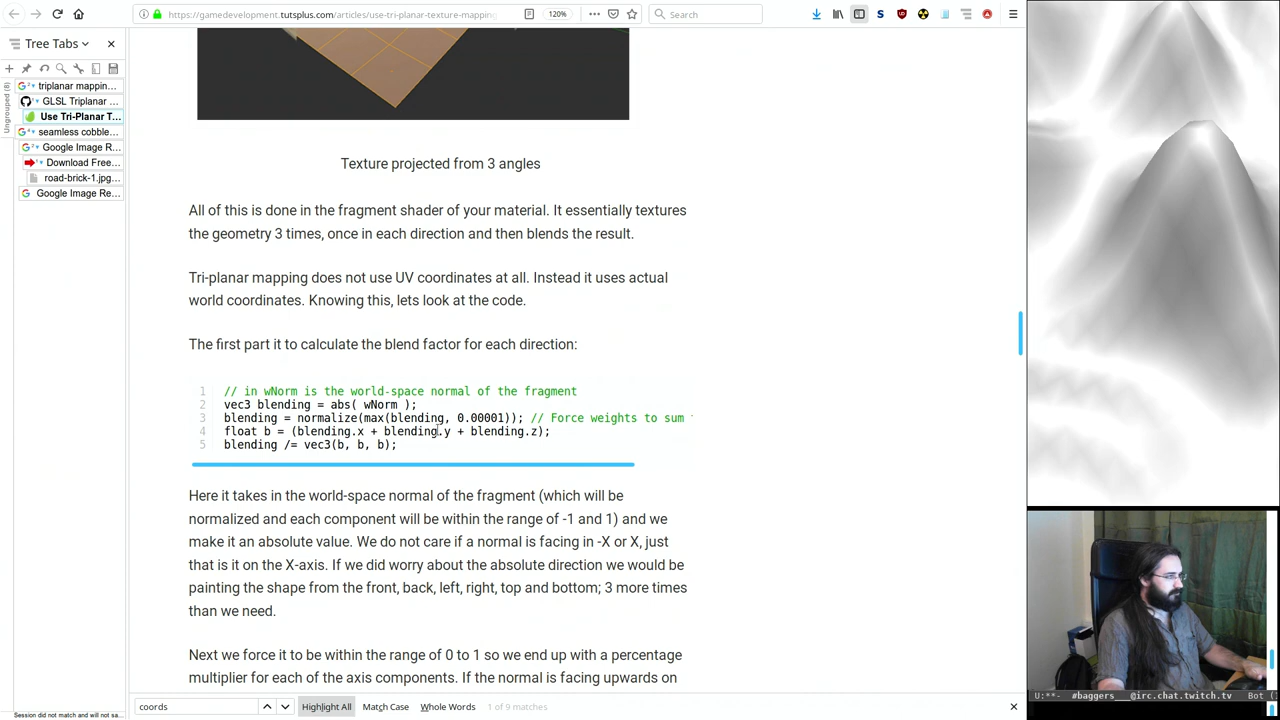 https://gamedevelopment.tutsplus.com/articles/use-tri-planar-texture-mapping
120%
Search
Tree Tabs
Ungrouped (8)
triplanar mappin...
GLSL Triplanar ...
Use Tri-Planar T...
seamless cobble...
Google Image R...
Download Free...
road-brick-1.jpg...
Google Image Re...
Texture projected from 3 angles
All of this is done in the fragment shader of your material. It essentially textures
the geometry 3 times, once in each direction and then blends the result.
Tri-planar mapping does not use UV coordinates at all. Instead it uses actual
world coordinates. Knowing this, lets look at the code.
The first part it to calculate the blend factor for each direction:
1 // in wNorm is the world-space normal of the fragment
2 vec3 blending = abs( wNorm );
3 blending = normalize(max(blending, 0.00001)); // Force weights to sum
4 float b = (blending.x + blending.y + blending.z);
5 blending /= vec3(b, b, b);
Here it takes in the world-space normal of the fragment (which will be
normalized and each component will be within the range of -1 and 1) and we
make it an absolute value. We do not care if a normal is facing in -X or X, just
that is it on the X-axis. If we did worry about the absolute direction we would be
painting the shape from the front, back, left, right, top and bottom; 3 more times
than we need.
Next we force it to be within the range of 0 to 1 so we end up with a percentage
multiplier for each of the axis components. If the normal is facing upwards on
coords
Highlight All
Match Case
Whole Words
1 of 9 matches
Session did not match and will not sa...
U:**- #baggers___@irc.chat.twitch.tv Bot (